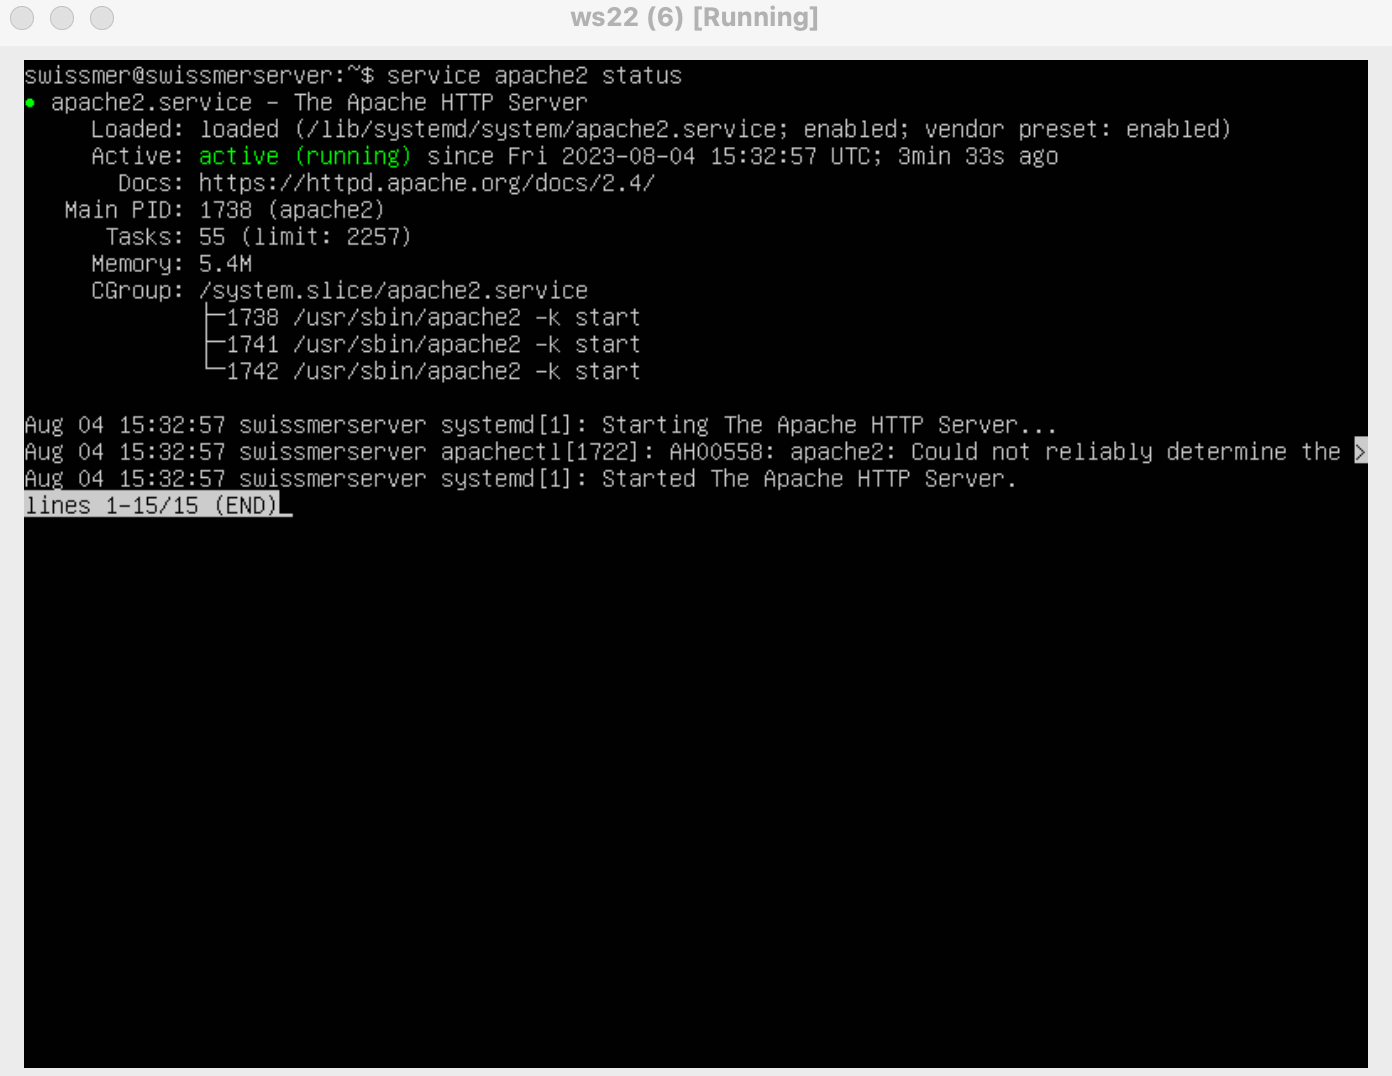 ws22 (6) [Running]
swissmer@swissmerserver:~$ service apache2 status
● apache2.service - The Apache HTTP Server
Loaded: loaded (/lib/systemd/system/apache2.service; enabled; vendor preset: enabled)
Active: active (running) since Fri 2023-08-04 15:32:57 UTC; 3min 33s ago
Docs: https://httpd.apache.org/docs/2.4/
Main PID: 1738 (apache2)
Tasks: 55 (limit: 2257)
Memory: 5.4M
CGroup: /system.slice/apache2.service
├─1738 /usr/sbin/apache2 -k start
├─1741 /usr/sbin/apache2 -k start
└─1742 /usr/sbin/apache2 -k start
Aug 04 15:32:57 swissmerserver systemd[1]: Starting The Apache HTTP Server...
Aug 04 15:32:57 swissmerserver apachectl[1722]: AH00558: apache2: Could not reliably determine the >
Aug 04 15:32:57 swissmerserver systemd[1]: Started The Apache HTTP Server.
lines 1-15/15 (END)